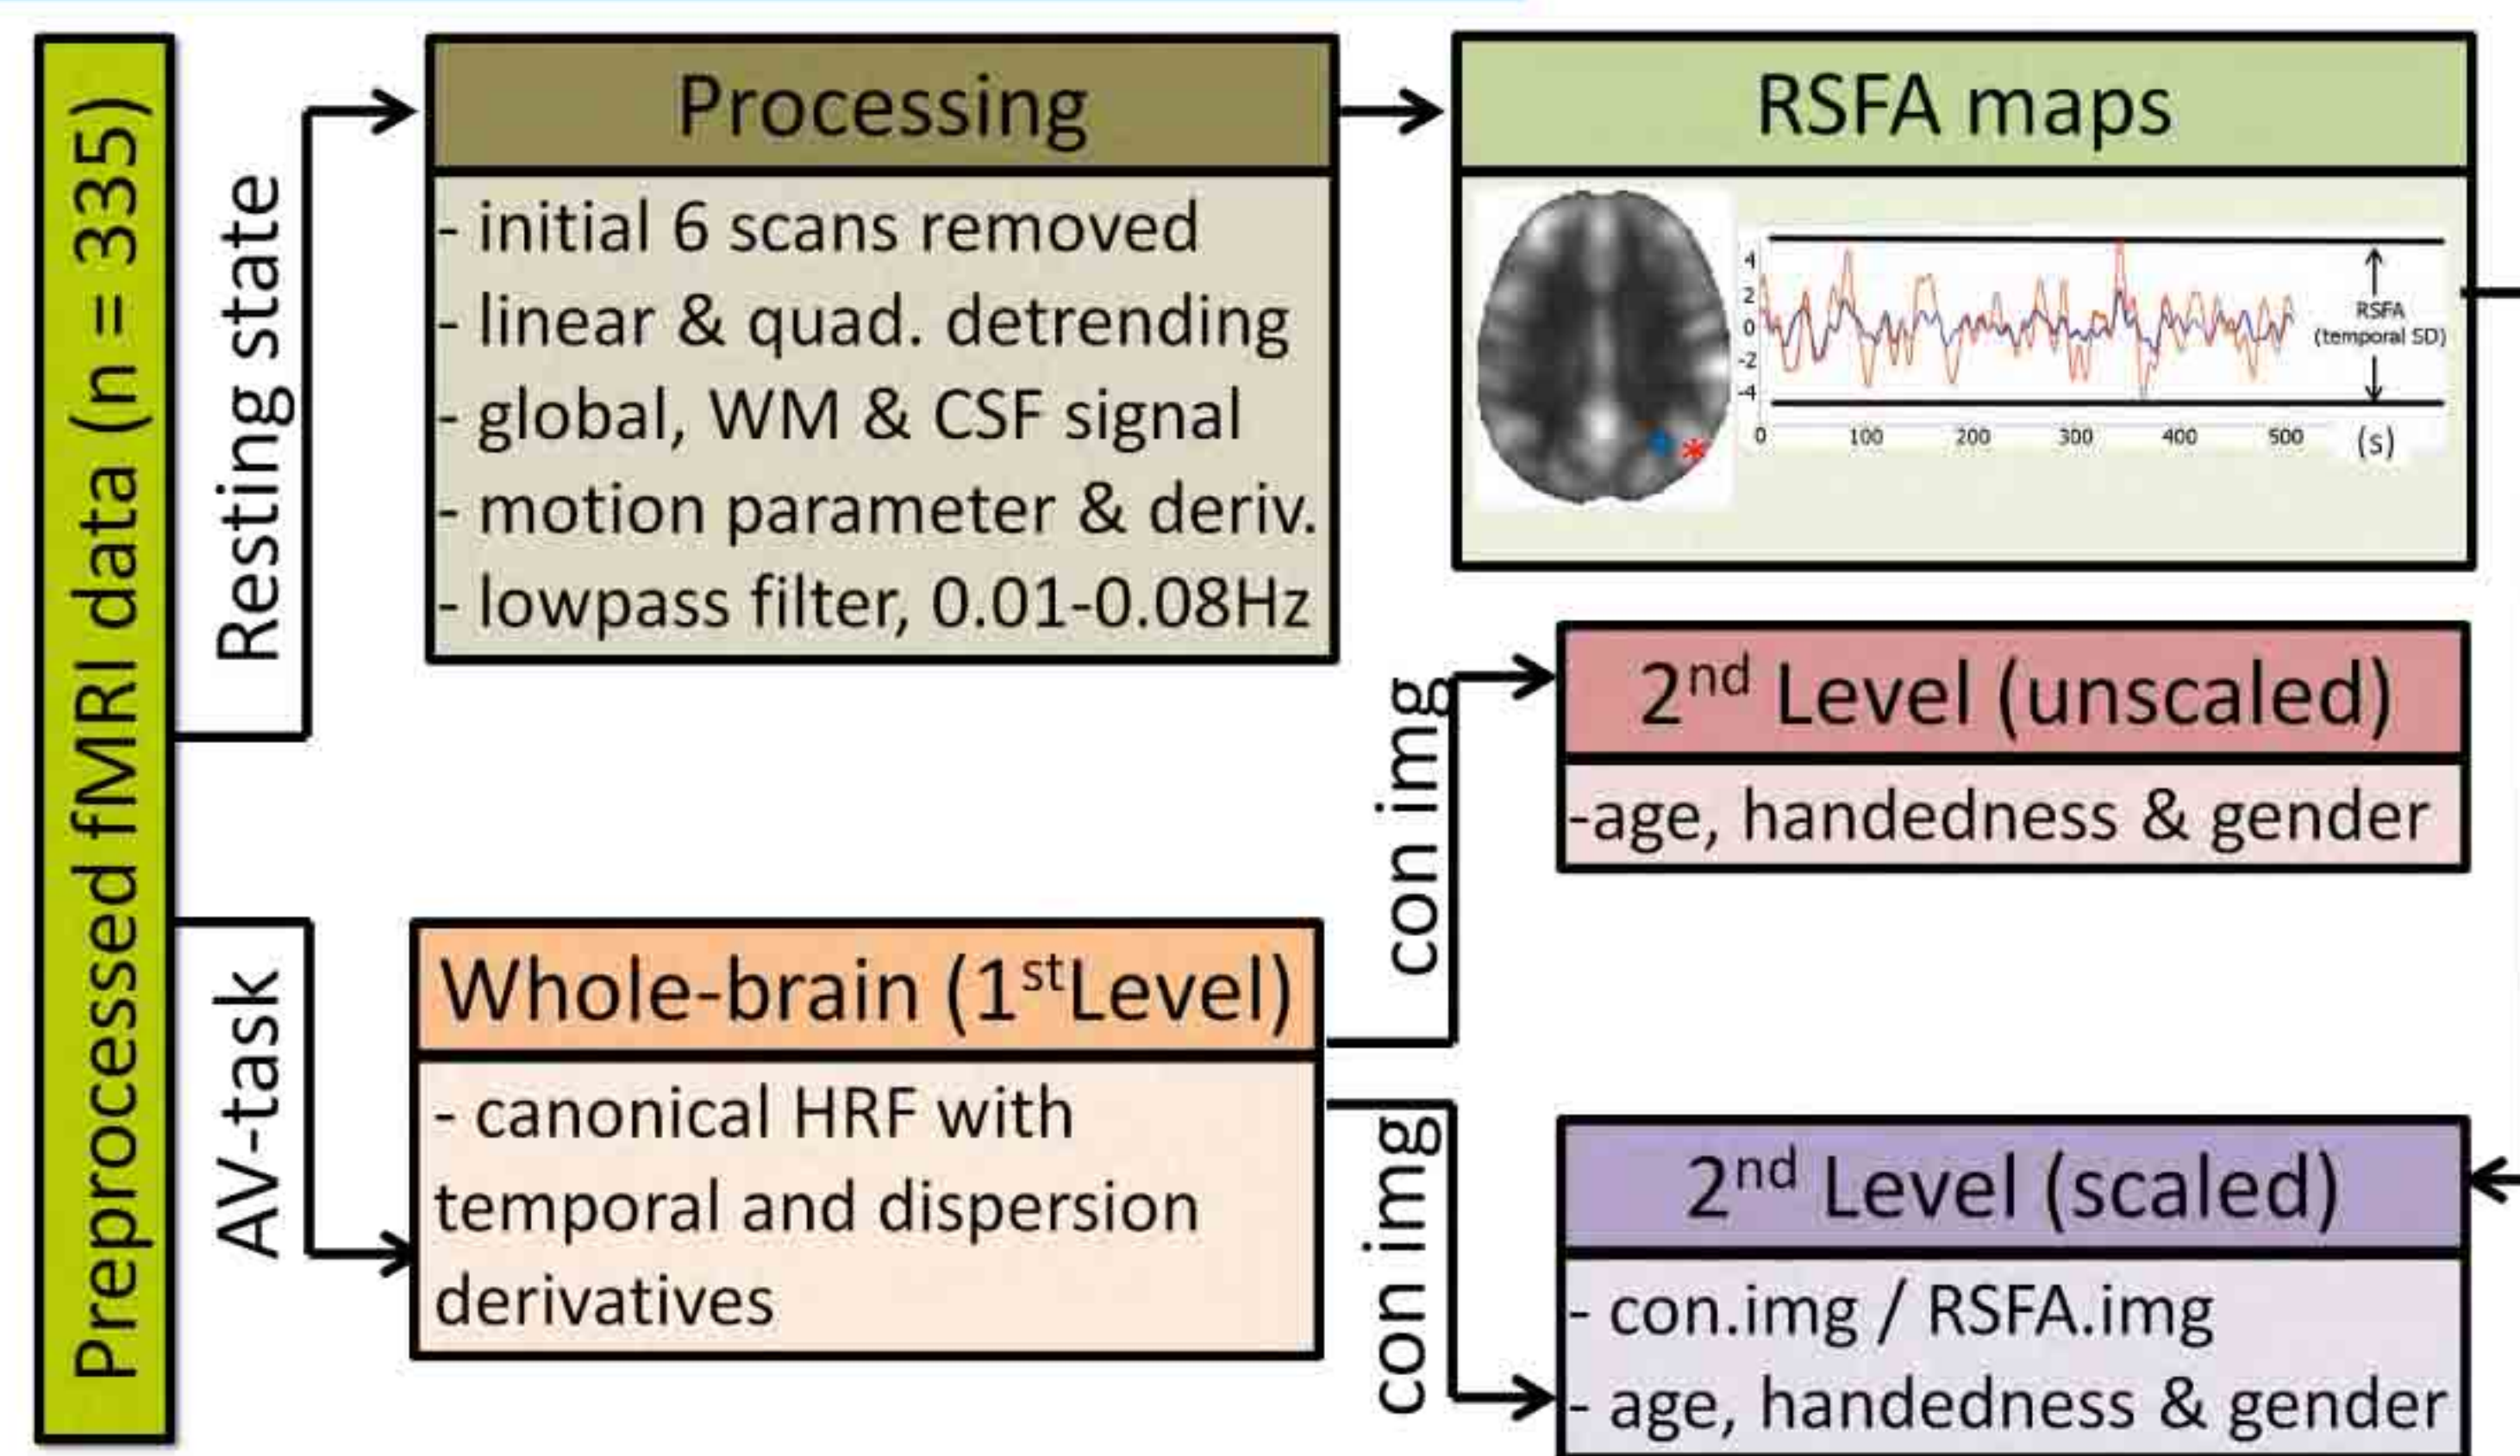 Preprocessed fMRI data (n = 335)
Resting state
Processing
- initial 6 scans removed
- linear & quad. detrending
- global, WM & CSF signal
- motion parameter & deriv.
- lowpass filter, 0.01-0.08Hz
RSFA maps
4
2
0
-2
-4
0 100 200 300 400 500 (s)
RSFA
(temporal SD)
AV-task
Whole-brain (1stLevel)
- canonical HRF with
temporal and dispersion
derivatives
con img
2nd Level (unscaled)
-age, handedness & gender
con img
2nd Level (scaled)
- con.img / RSFA.img
- age, handedness & gender